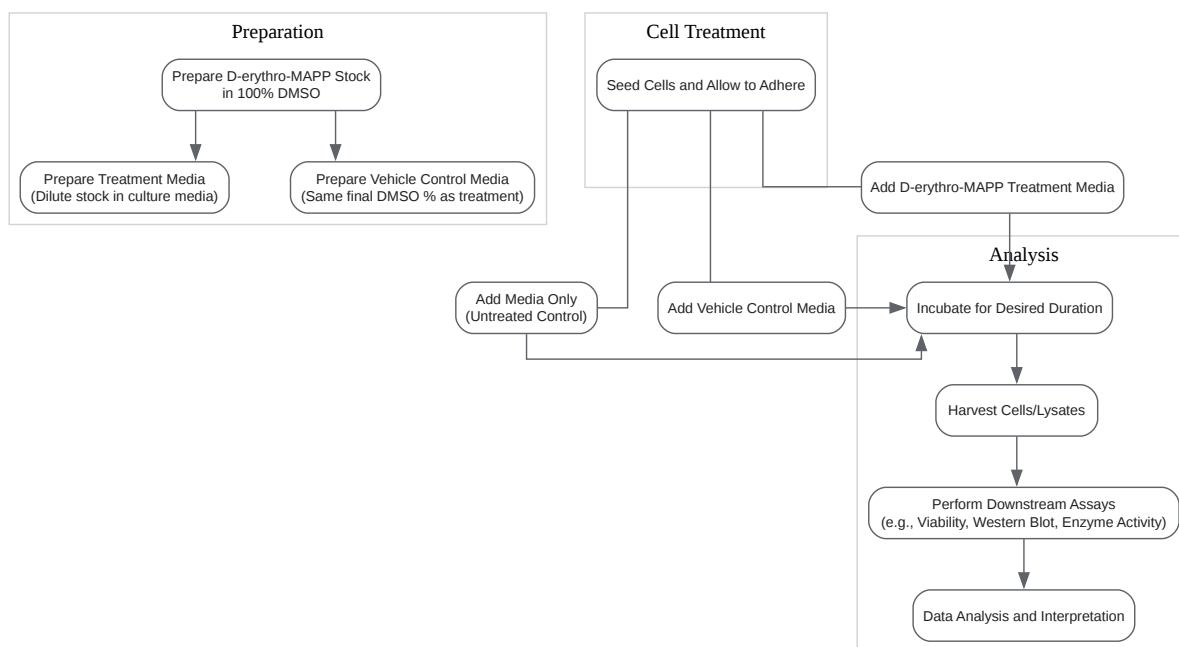 Preparation
Prepare D-erythro-MAPP Stock
in 100% DMSO
Prepare Treatment Media
(Dilute stock in culture media)
Prepare Vehicle Control Media
(Same final DMSO % as treatment)
Cell Treatment
Seed Cells and Allow to Adhere
Add D-erythro-MAPP Treatment Media
Add Media Only
(Untreated Control)
Add Vehicle Control Media
Analysis
Incubate for Desired Duration
Harvest Cells/Lysates
Perform Downstream Assays
(e.g., Viability, Western Blot, Enzyme Activity)
Data Analysis and Interpretation